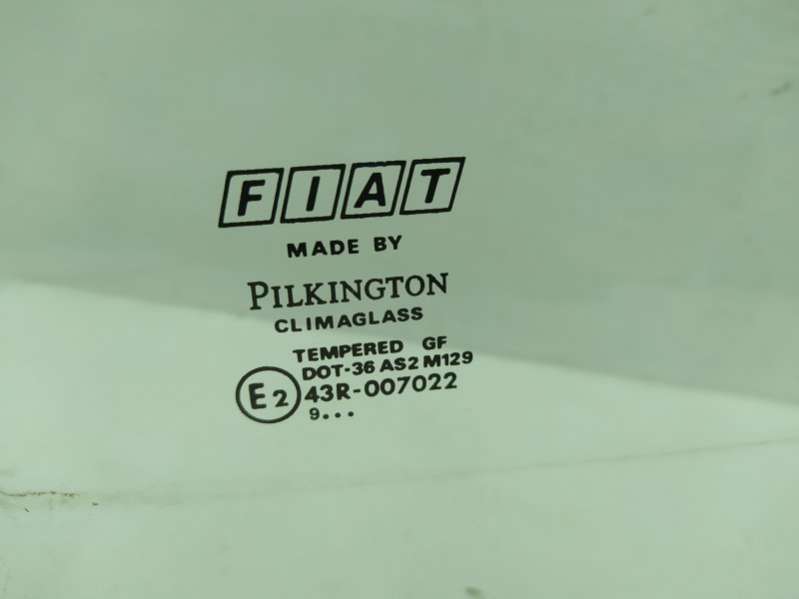 FIAT
MADE BY
PILKINGTON
CLIMAGLASS
TEMPERED GF
DOT-36 AS2 M129
E2 43R-007022
9...